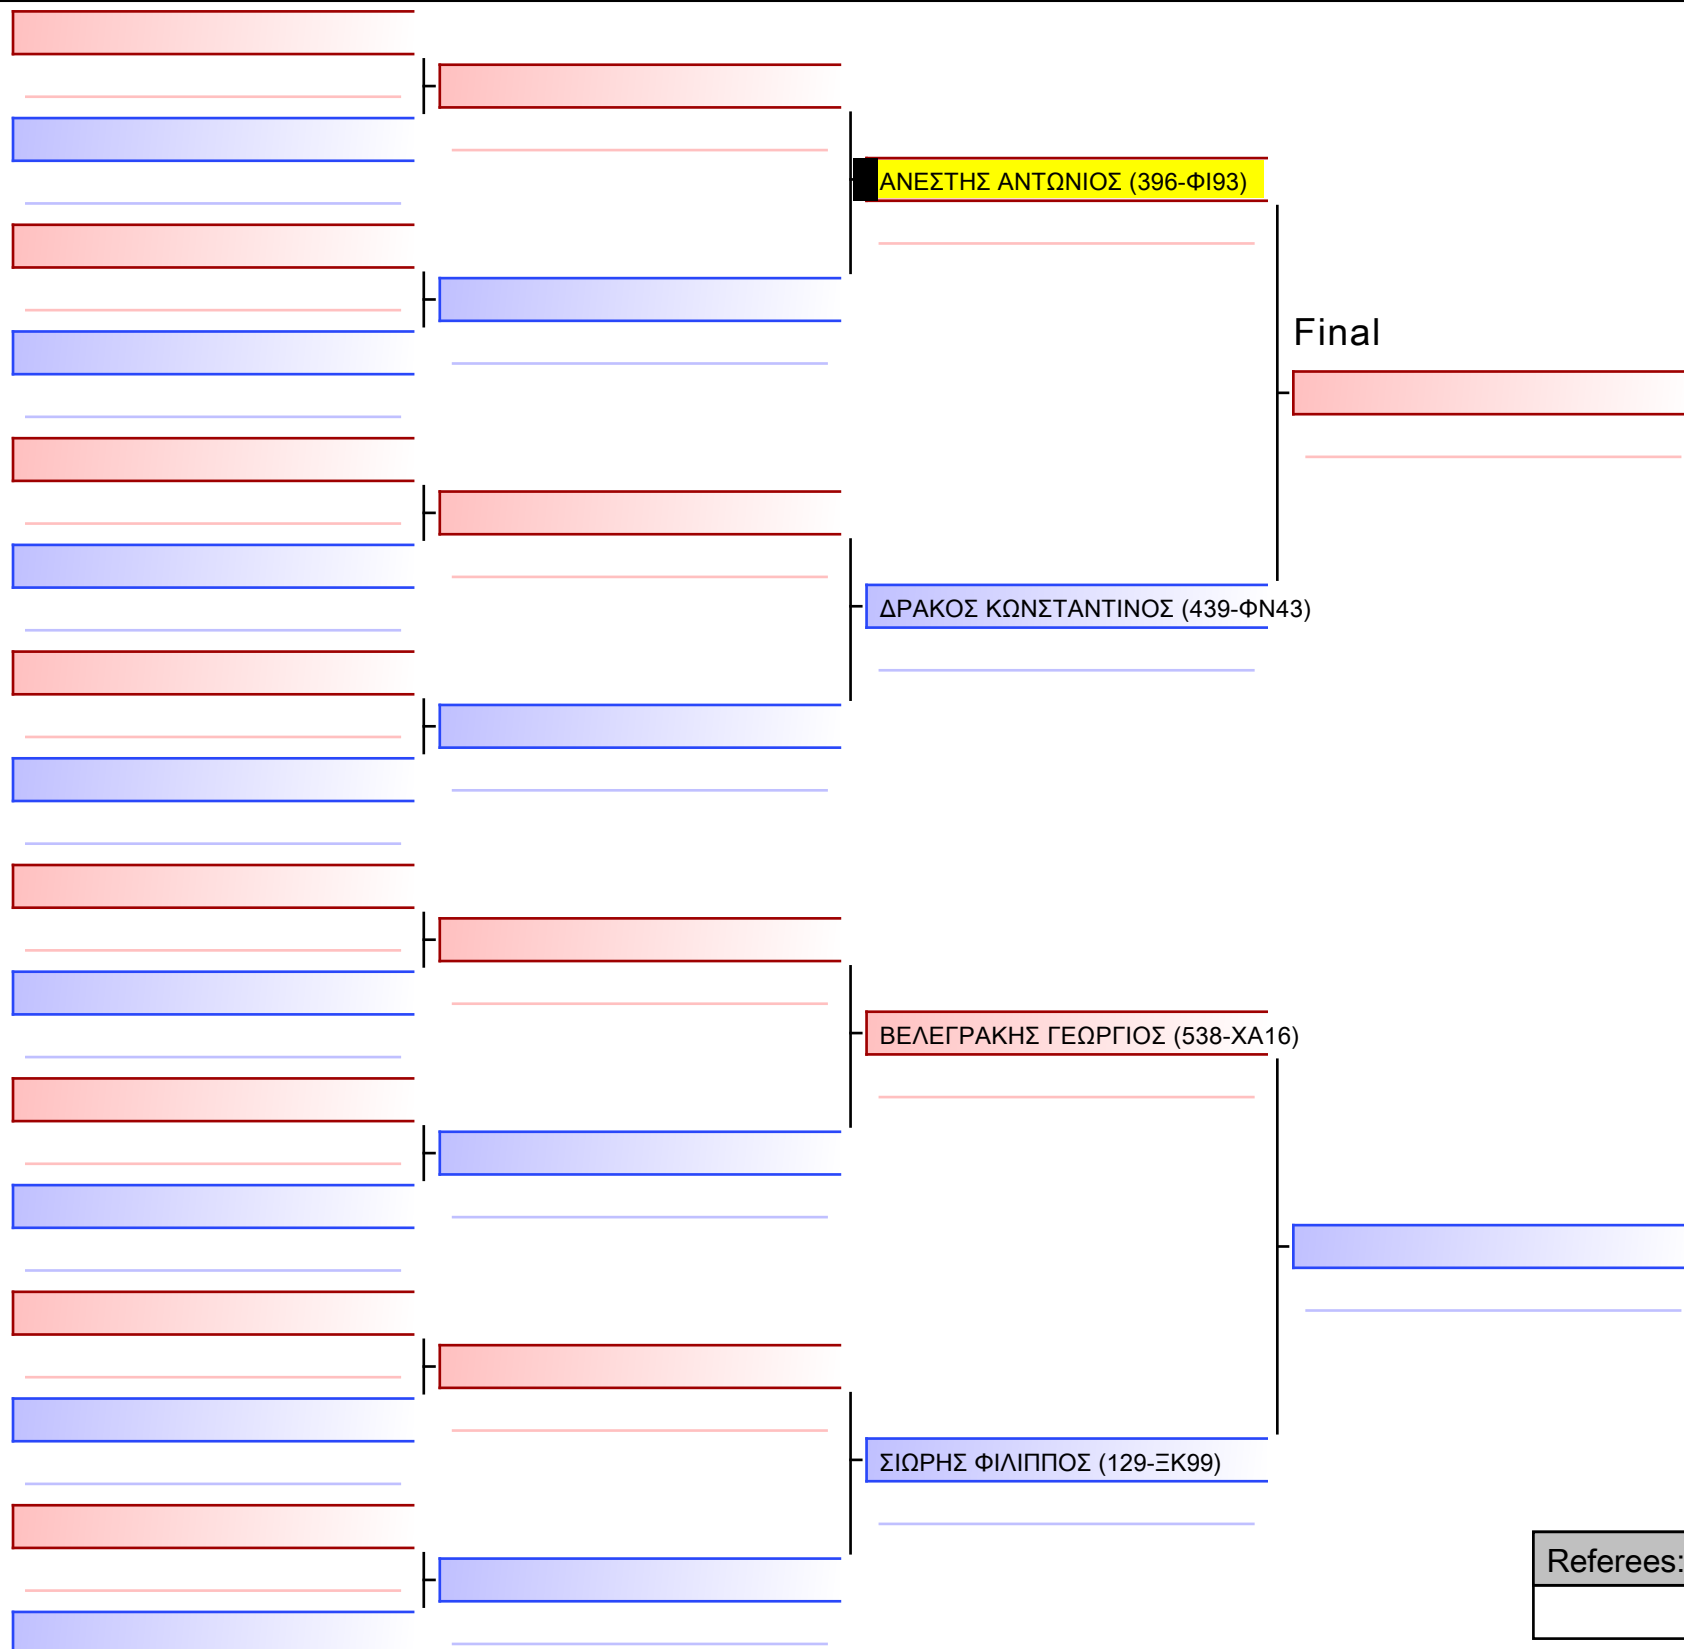 ΑΝΕΣΤΗΣ ΑΝΤΩΝΙΟΣ (396-ΦΙ93)
Final
ΔΡΑΚΟΣ ΚΩΝΣΤΑΝΤΙΝΟΣ (439-ΦΝ43)
ΒΕΛΕΓΡΑΚΗΣ ΓΕΩΡΓΙΟΣ (538-ΧΑ16)
ΣΙΩΡΗΣ ΦΙΛΙΠΠΟΣ (129-ΞΚ99)
Referees: